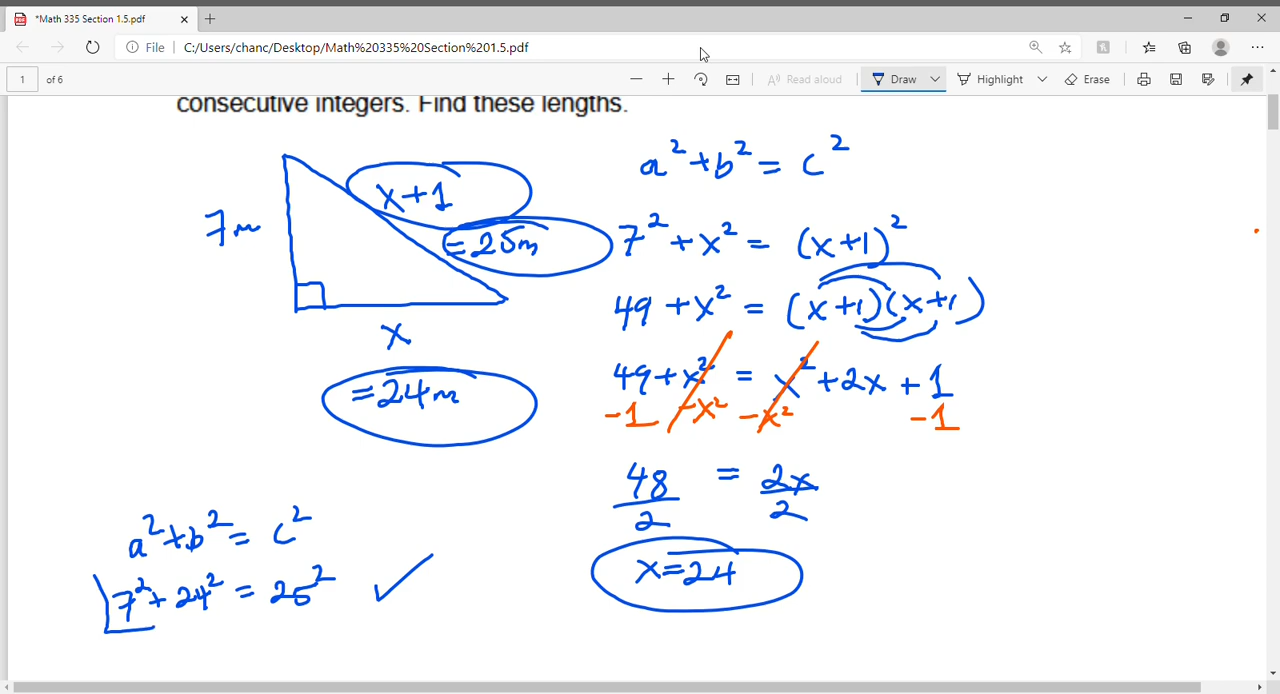 *Math 335 Section 1.5.pdf
File C:/Users/chanc/Desktop/Math%20335%20Section%201.5.pdf
1 of 6 Read aloud Draw Highlight Erase
consecutive integers. Find these lengths.
7m
x+1
=25m
x
=24m
a²+b²=c²
7²+x²=(x+1)²
49+x²=(x+1)(x+1)
49+x²=x²+2x+1
-1 -x² -x² -1
48/2 = 2x/2
x=24
a²+b²=c²
7²+24²=25²